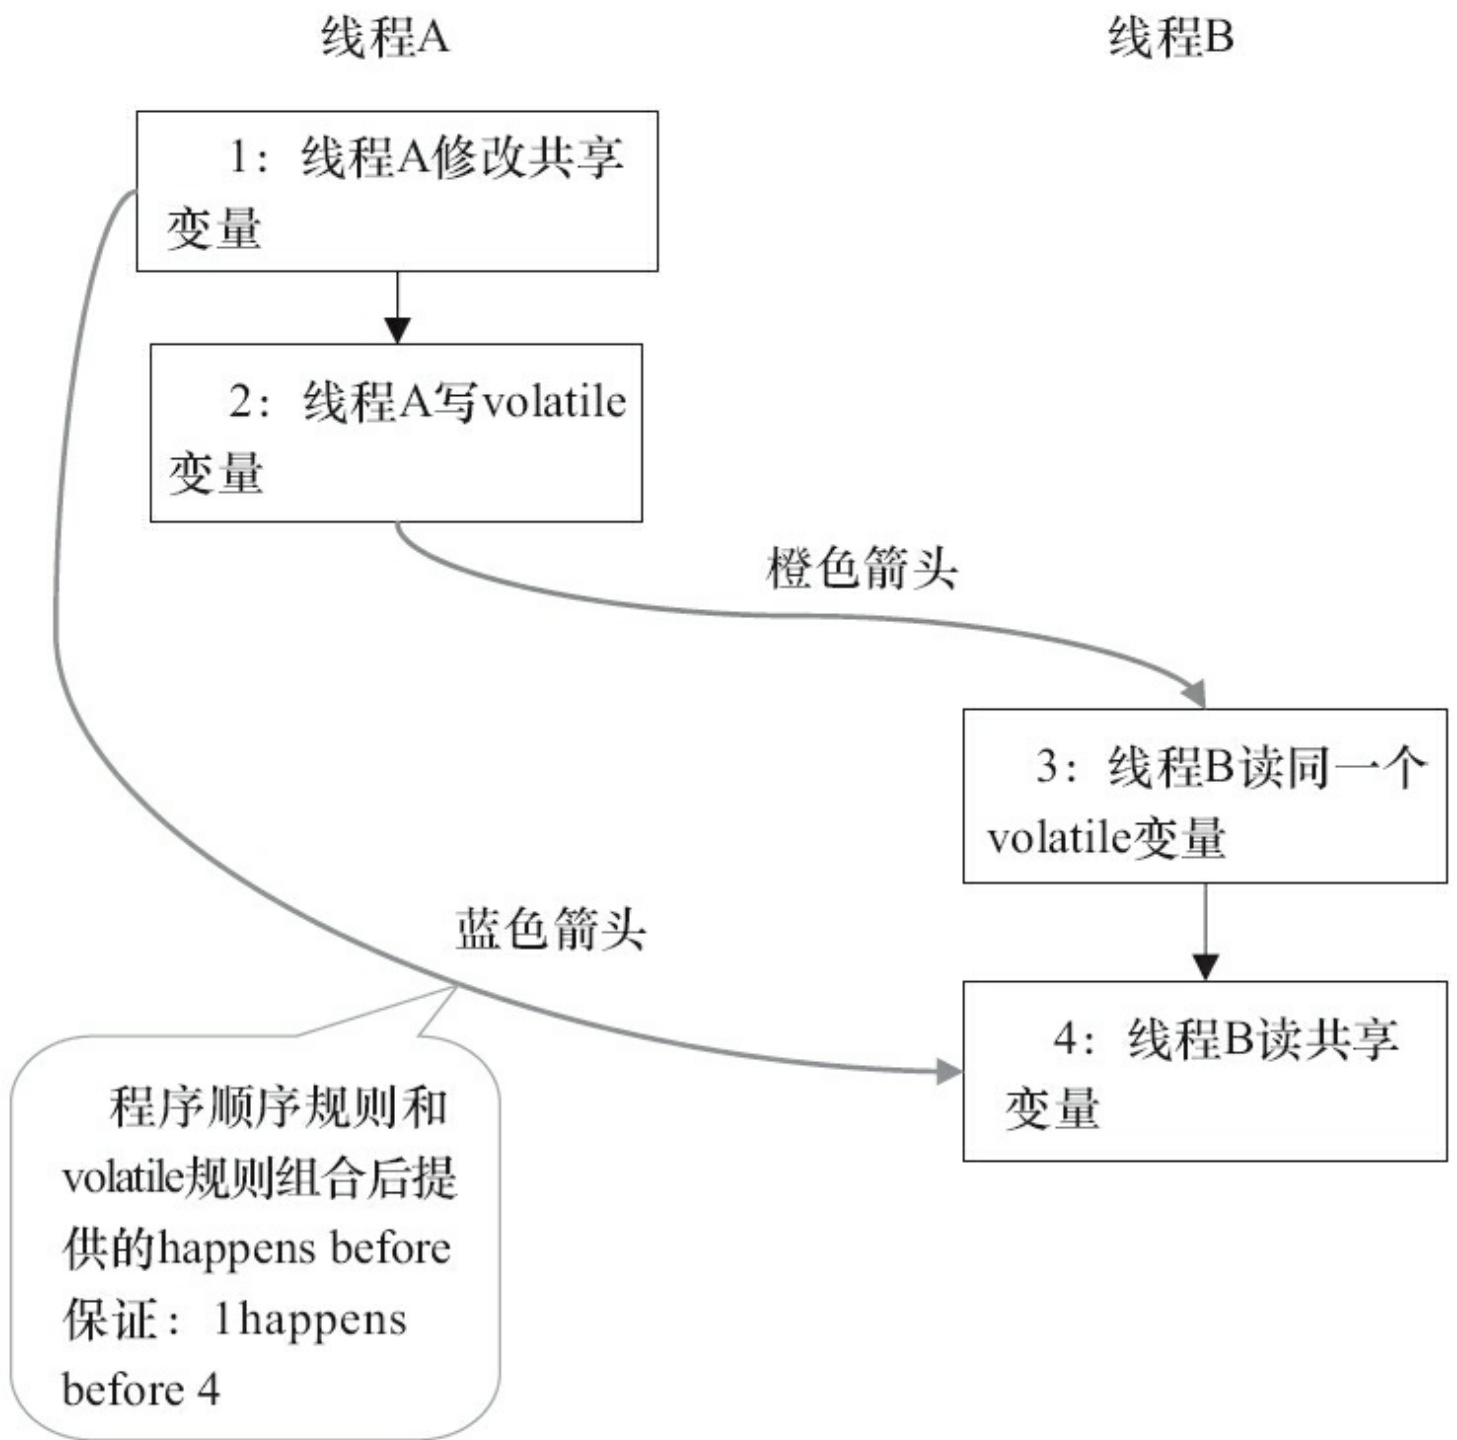 线程A
线程B
1：线程A修改共享
变量
2：线程A写volatile
变量
橙色箭头
3：线程B读同一个
volatile变量
蓝色箭头
4：线程B读共享
变量
程序顺序规则和
volatile规则组合后提
供的happens before
保证：1happens
before 4